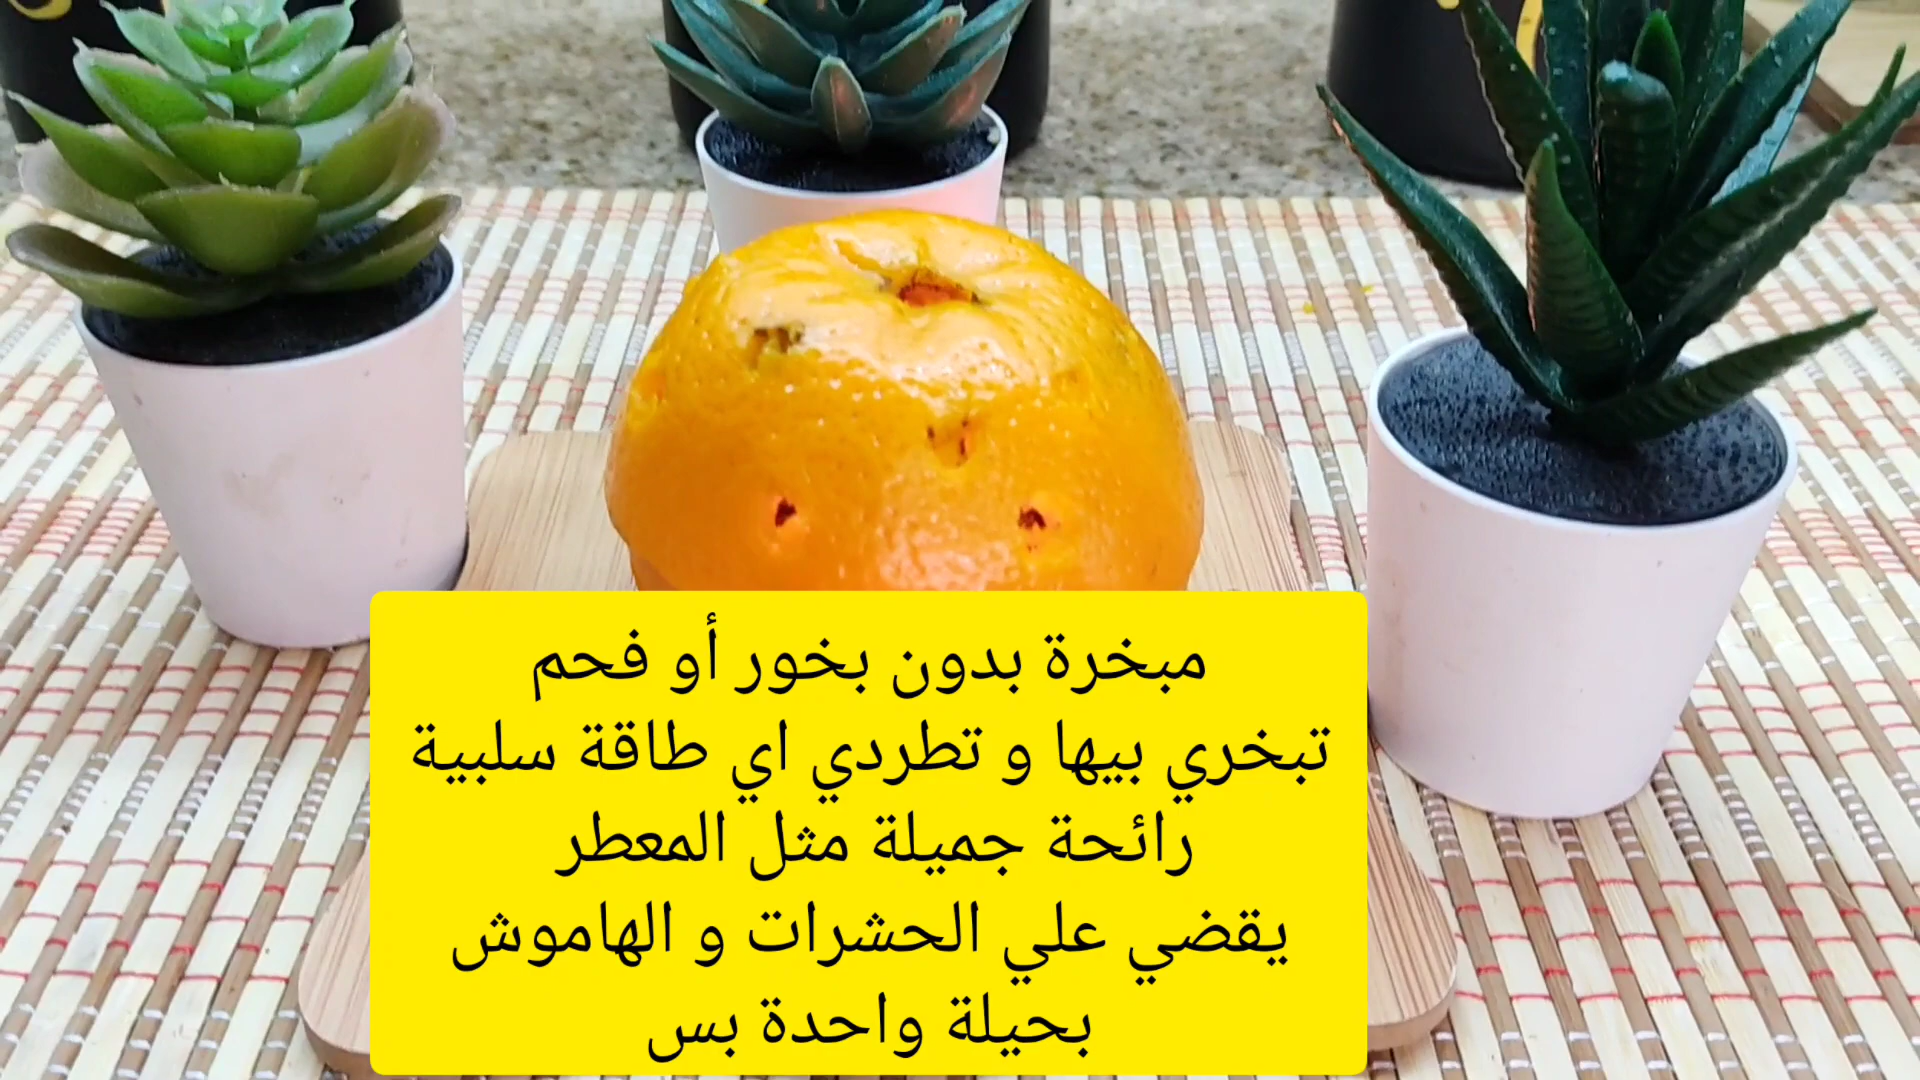 مبخرة بدون بخور أو فحم
تبخري بيها و تطردي اي طاقة سلبية
رائحة جميلة مثل المعطر
يقضي علي الحشرات و الهاموش
بحيلة واحدة بس